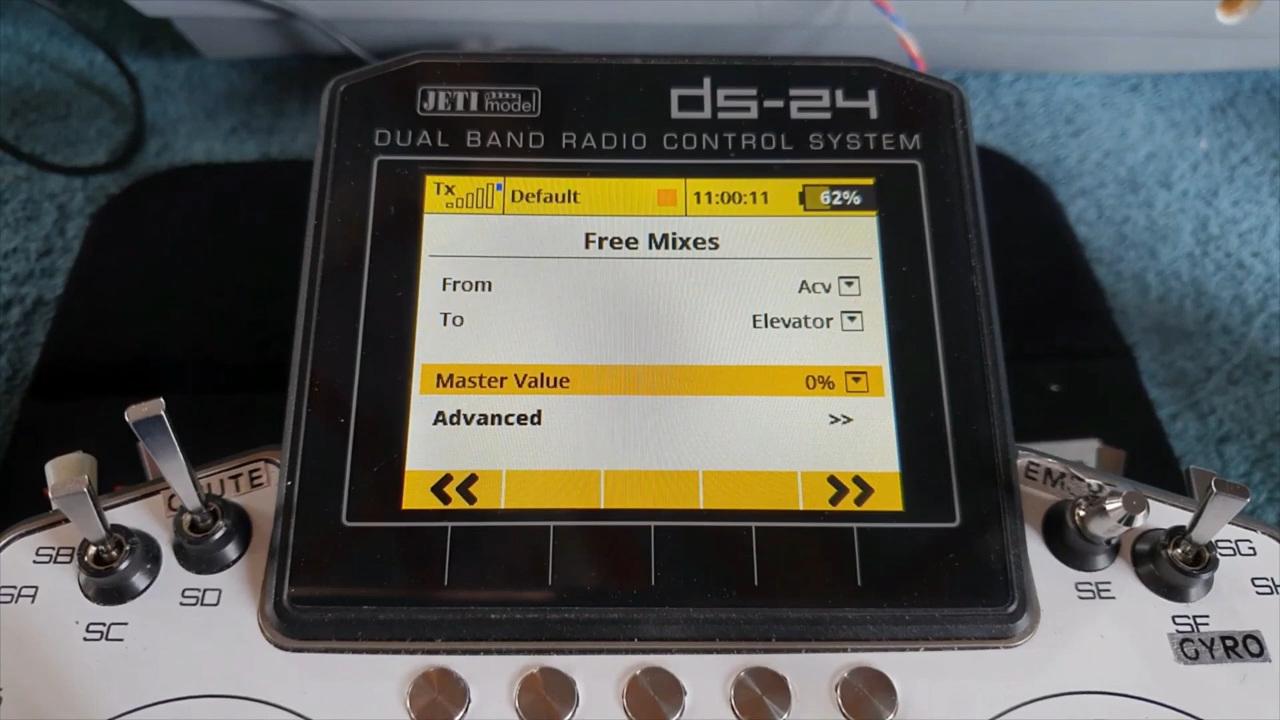 JETI model
ds-24
DUAL BAND RADIO CONTROL SYSTEM
Tx Default 11:00:11 62%
Free Mixes
From Acv
To Elevator
Master Value 0%
Advanced >>
SB
SA
SC
SD
SE
SG
SF
GYRO